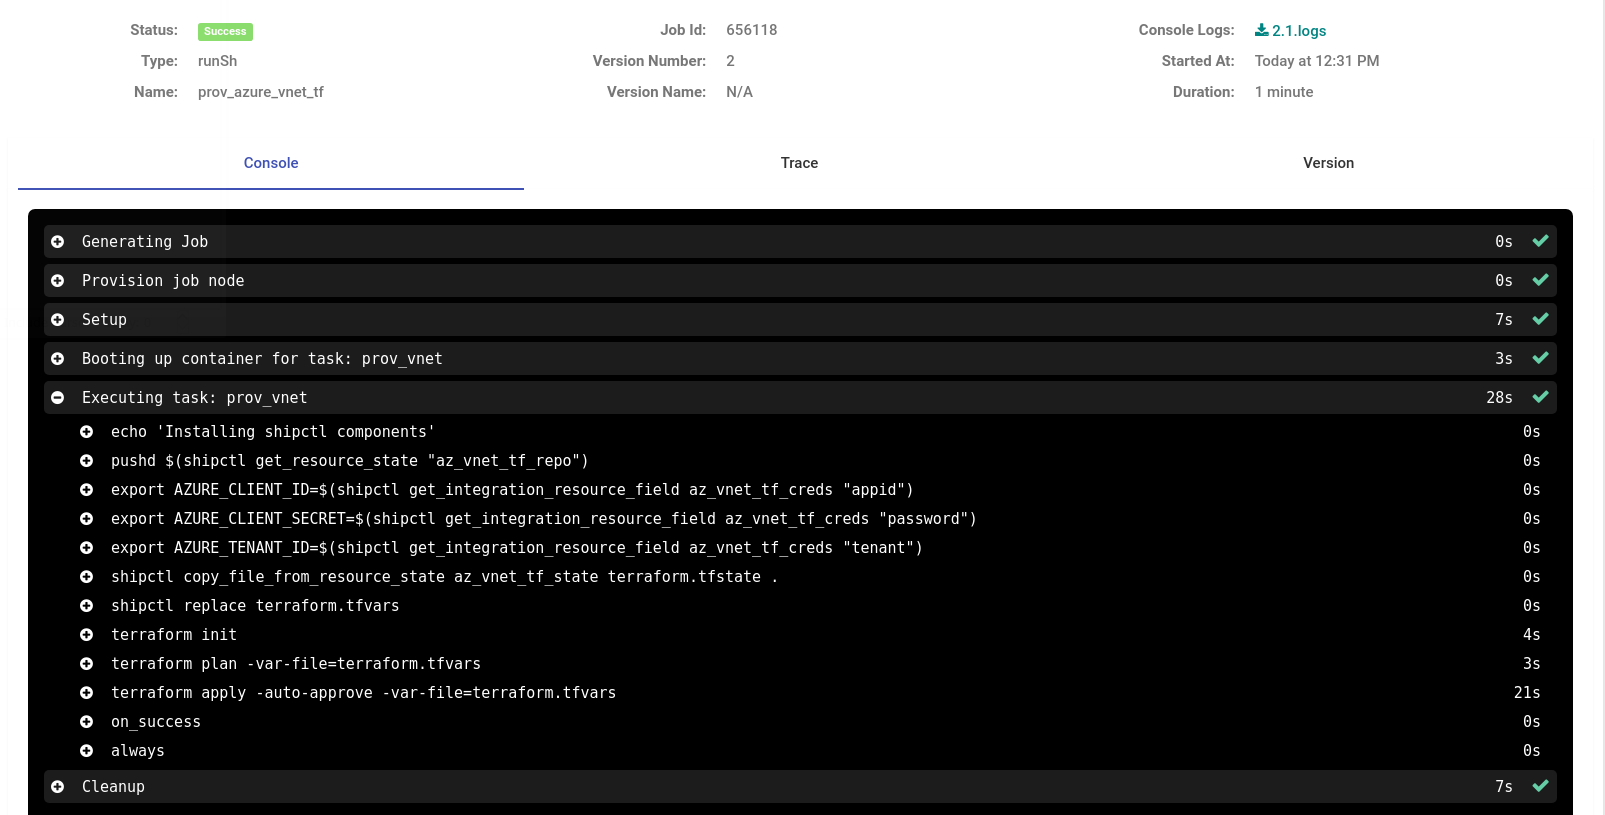 Status: Success Job Id: 656118 Console Logs: 2.1.logs
Type: runSh Version Number: 2 Started At: Today at 12:31 PM
Name: prov_azure_vnet_tf Version Name: N/A Duration: 1 minute
Console Trace Version
Generating Job 0s
Provision job node 0s
Setup 7s
Booting up container for task: prov_vnet 3s
Executing task: prov_vnet 28s
echo 'Installing shipctl components' 0s
pushd $(shipctl get_resource_state "az_vnet_tf_repo") 0s
export AZURE_CLIENT_ID=$(shipctl get_integration_resource_field az_vnet_tf_creds "appid") 0s
export AZURE_CLIENT_SECRET=$(shipctl get_integration_resource_field az_vnet_tf_creds "password") 0s
export AZURE_TENANT_ID=$(shipctl get_integration_resource_field az_vnet_tf_creds "tenant") 0s
shipctl copy_file_from_resource_state az_vnet_tf_state terraform.tfstate . 0s
shipctl replace terraform.tfvars 0s
terraform init 4s
terraform plan -var-file=terraform.tfvars 3s
terraform apply -auto-approve -var-file=terraform.tfvars 21s
on_success 0s
always 0s
Cleanup 7s